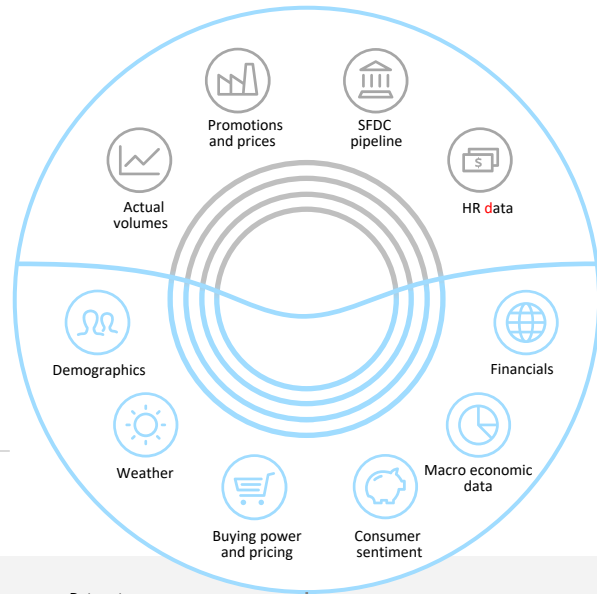 Promotions
and prices
SFDC
pipeline
Actual
volumes
$
HR data
Demographics
Financials
Weather
Macro economic
data
Buying power
and pricing
Consumer
sentiment